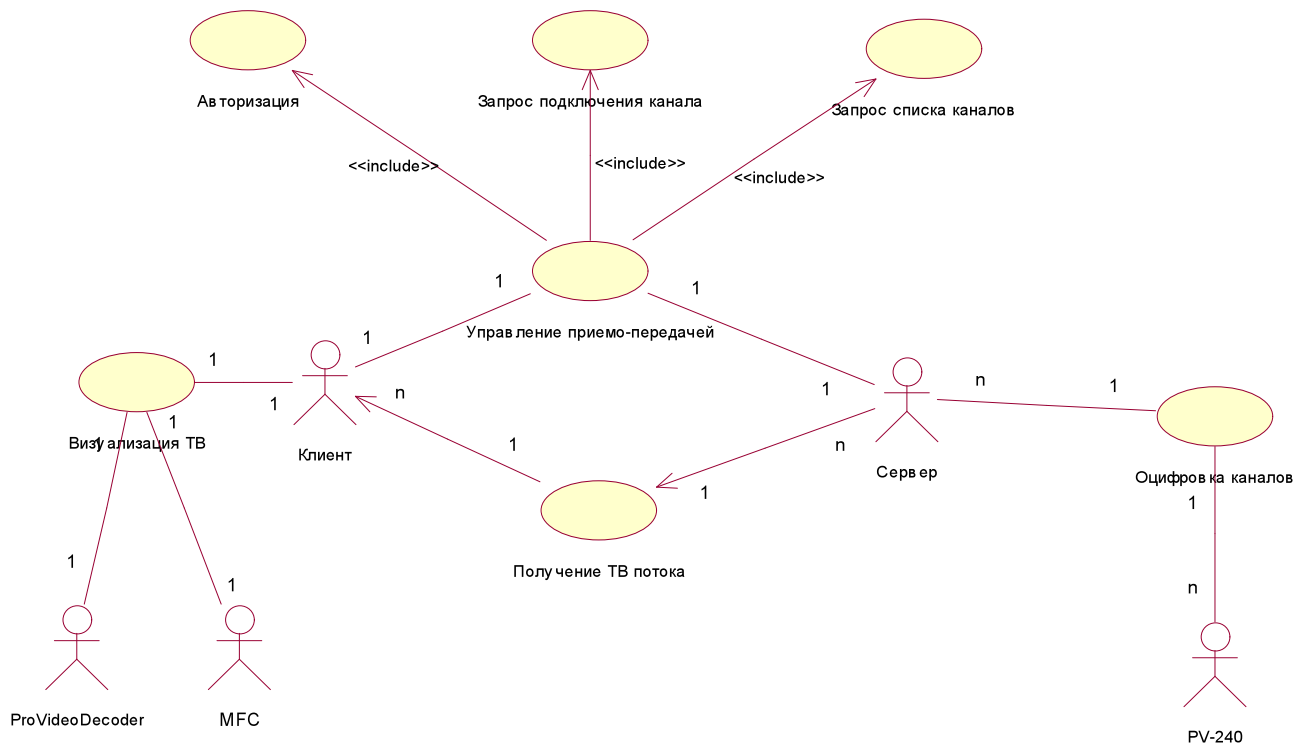 Авторизация
Запрос подключения канала
Запрос списка каналов
<<include>>
<<include>>
<<include>>
1
1
Управление приемо-передачей
1
1
1
1
n
n
1
1
1
Визуализация ТВ
1
Клиент
1
n
Сервер
1
Оцифровка каналов
1
Получение ТВ потока
1
1
n
ProVideoDecoder
MFC
PV-240